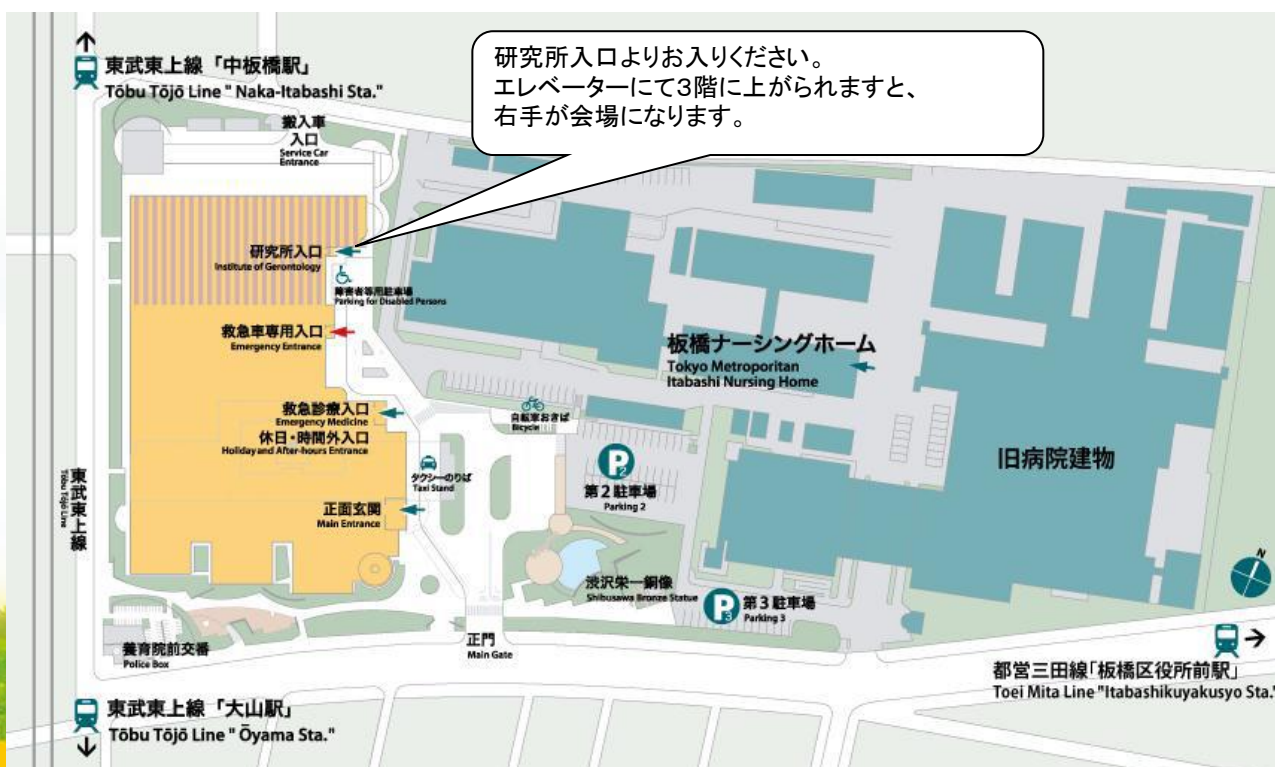 東武東上線「中板橋駅」
Tōbu Tōjō Line " Naka-Itabashi Sta."
研究所入口よりお入りください。
エレベーターにて３階に上がられますと、
右手が会場になります。
搬入車
入口
Service Car
Entrance
研究所入口
Institute of Gerontology
障害者等用駐車場
Parking for Disabled Persons
救急車専用入口
Emergency Entrance
板橋ナーシングホーム
Tokyo Metroporitan
Itabashi Nursing Home
救急診療入口
Emergency Medicine
休日・時間外入口
Holiday and After-hours Entrance
自転車おきば
Bicycle
タクシーのりば
Taxi Stand
P2
第２駐車場
Parking 2
旧病院建物
東武東上線
Tōbu Tōjō Line
正面玄関
Main Entrance
渋沢栄一銅像
Shibusawa Bronze Statue
P3
第３駐車場
Parking 3
N
養育院前交番
Police Box
正門
Main Gate
都営三田線「板橋区役所前駅」
Toei Mita Line "Itabashikuyakusyo Sta."
東武東上線「大山駅」
Tōbu Tōjō Line " Ōyama Sta."